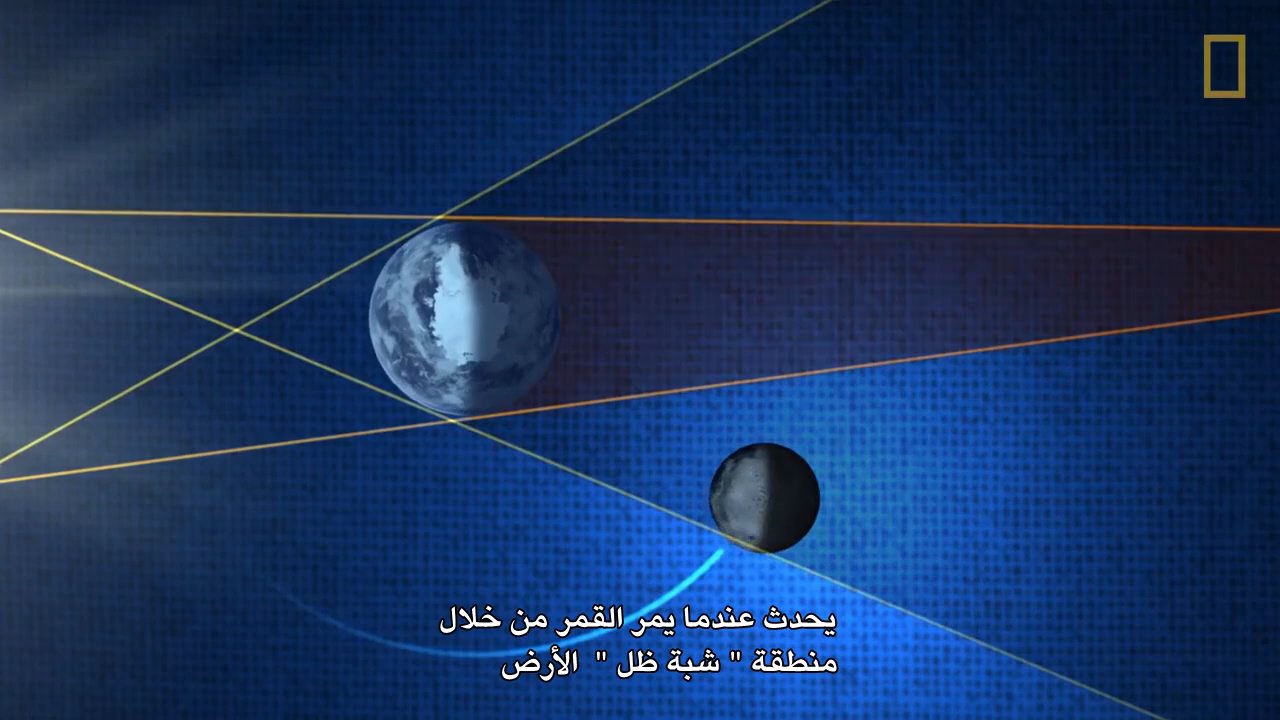 يحدث عندما يمر القمر من خلال
منطقة " شبة ظل " الأرض